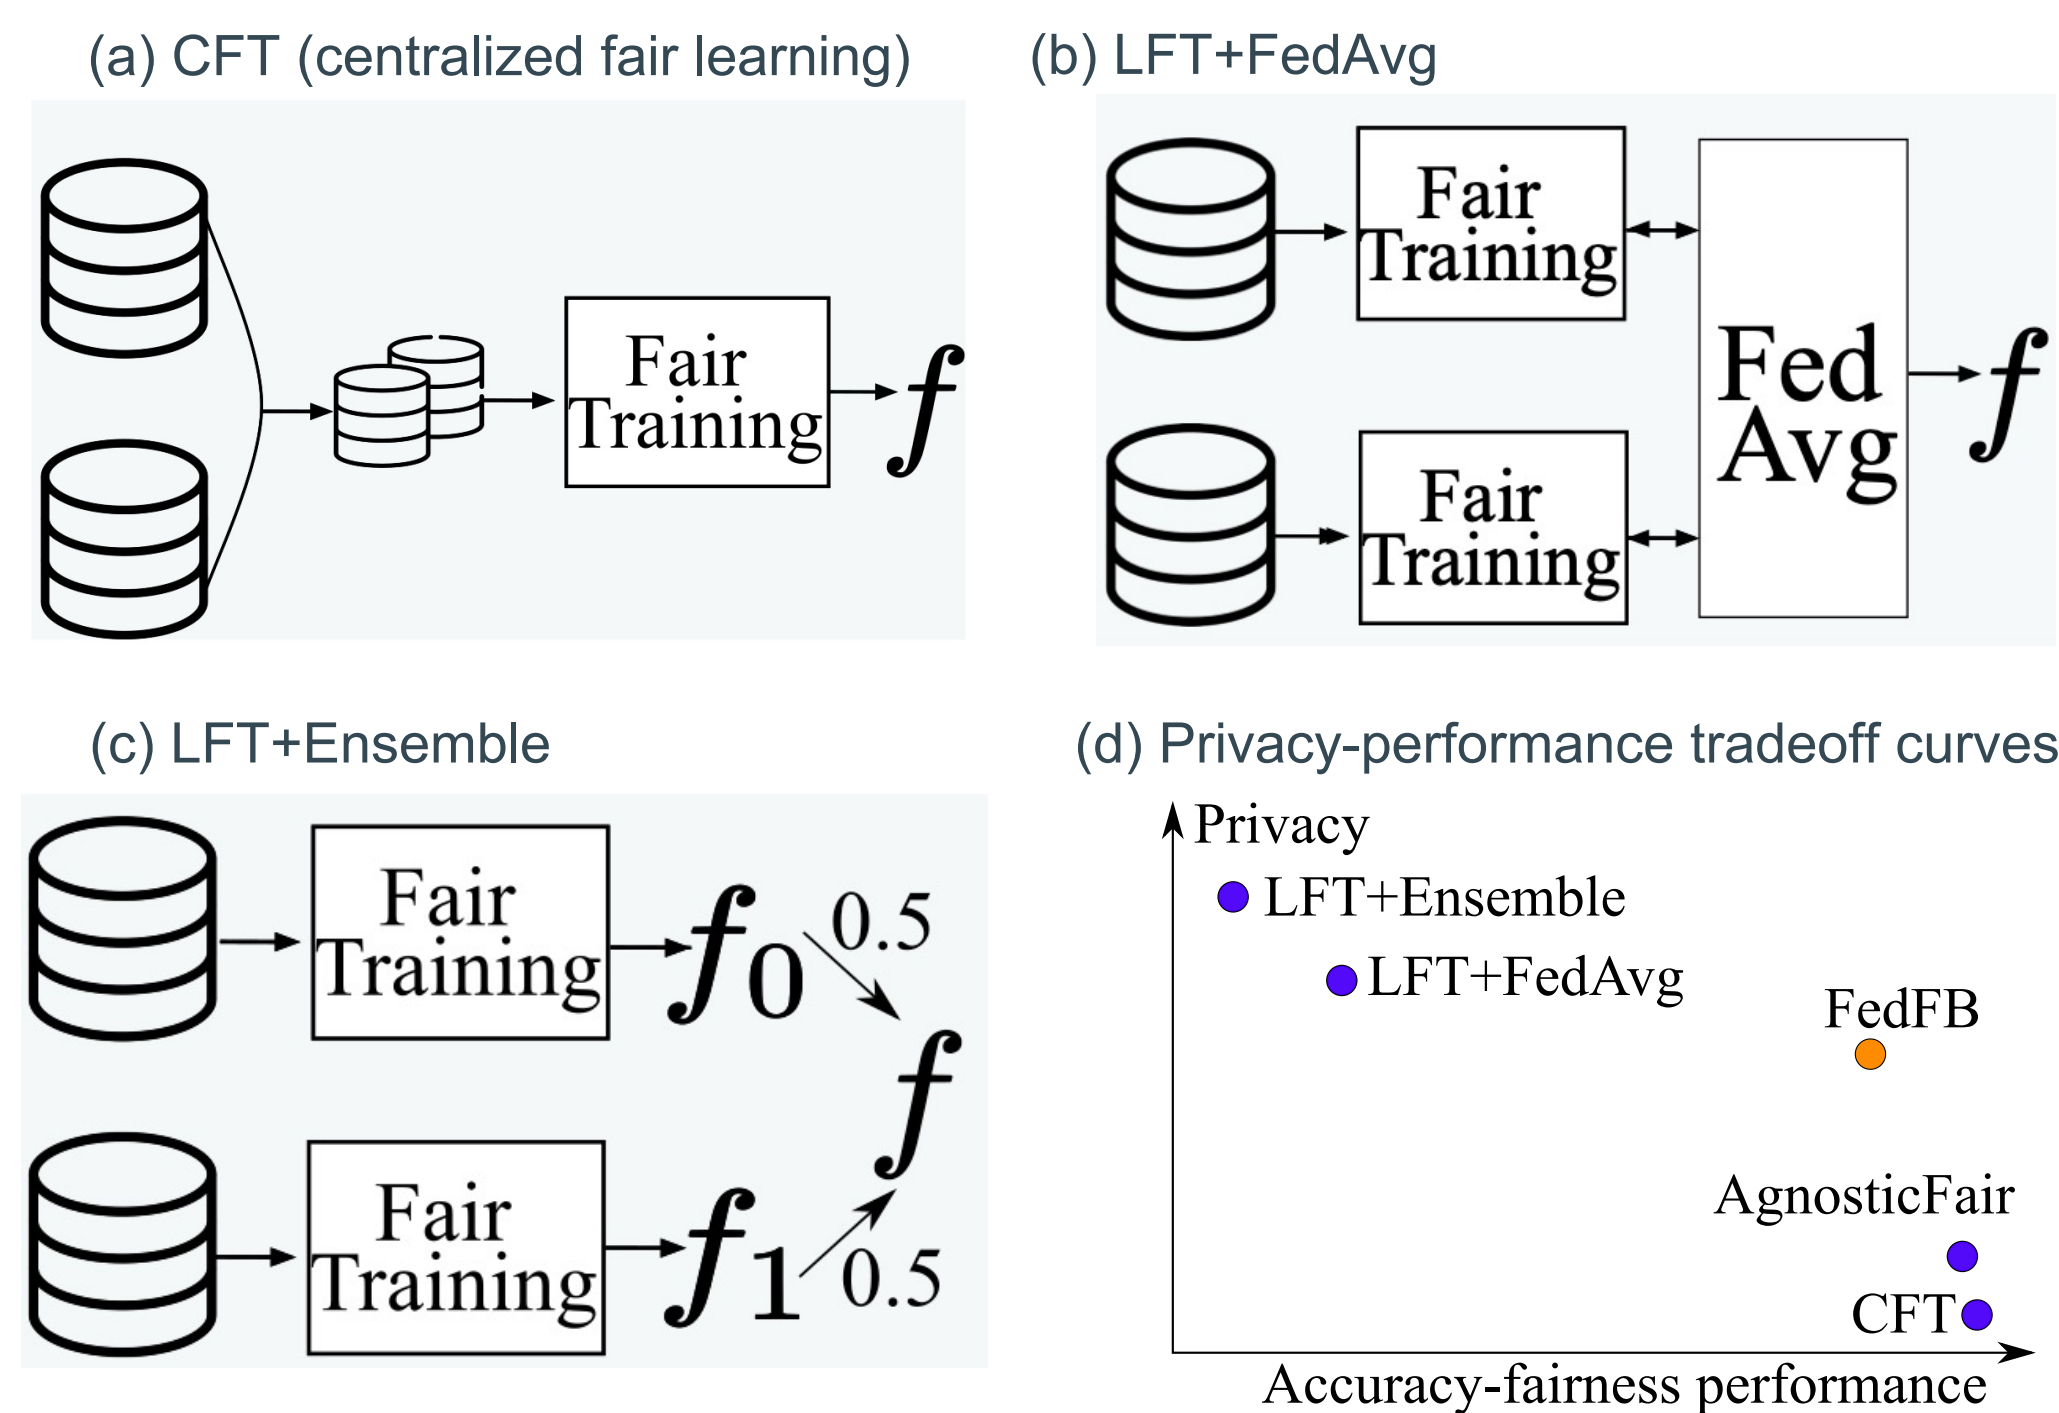 (a) CFT (centralized fair learning)
Fair
Training
f
(b) LFT+FedAvg
Fair
Training
Fair
Training
Fed
Avg
f
(c) LFT+Ensemble
Fair
Training
f0
0.5
f
Fair
Training
f1
0.5
(d) Privacy-performance tradeoff curves
Privacy
LFT+Ensemble
LFT+FedAvg
FedFB
AgnosticFair
CFT
Accuracy-fairness performance